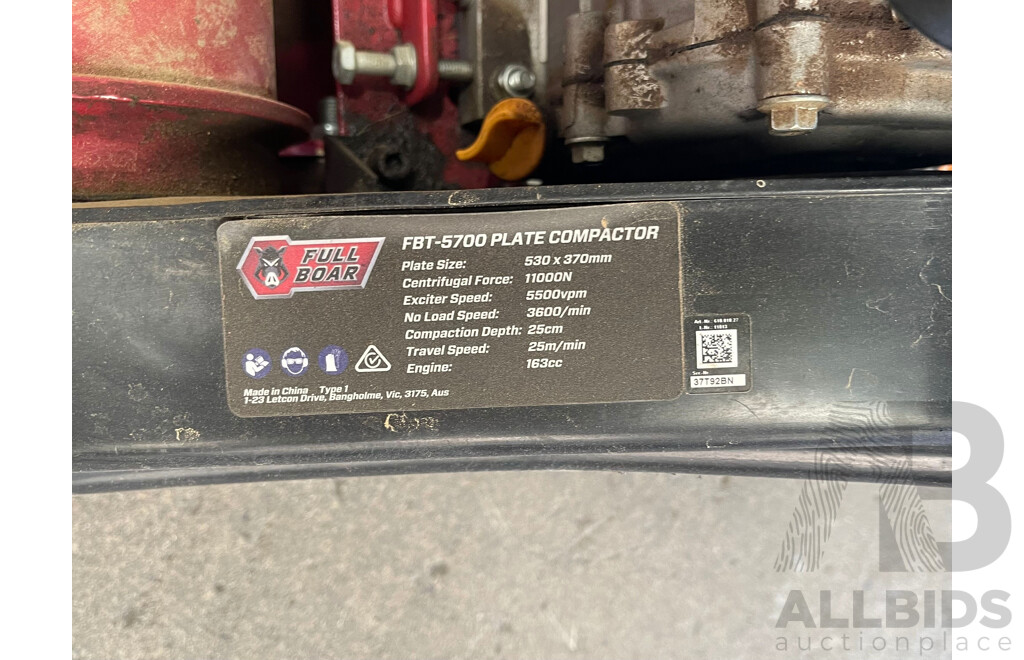 FULL
BOAR
FBT-5700 PLATE COMPACTOR
Plate Size: 530 x 370mm
Centrifugal Force: 11000N
Exciter Speed: 5500vpm
No Load Speed: 3600/min
Compaction Depth: 25cm
Travel Speed: 25m/min
Engine: 163cc
Made in China Type 1
1-23 Letcon Drive, Bangholme, Vic, 3175, Aus
37T92BN
AB
ALLBIDS
auctionplace